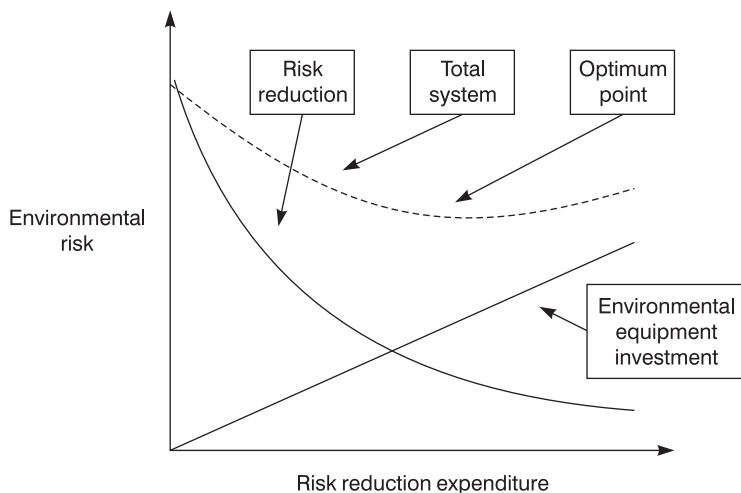 Risk
reduction
Total
system
Optimum
point
Environmental
risk
Environmental
equipment
investment
Risk reduction expenditure